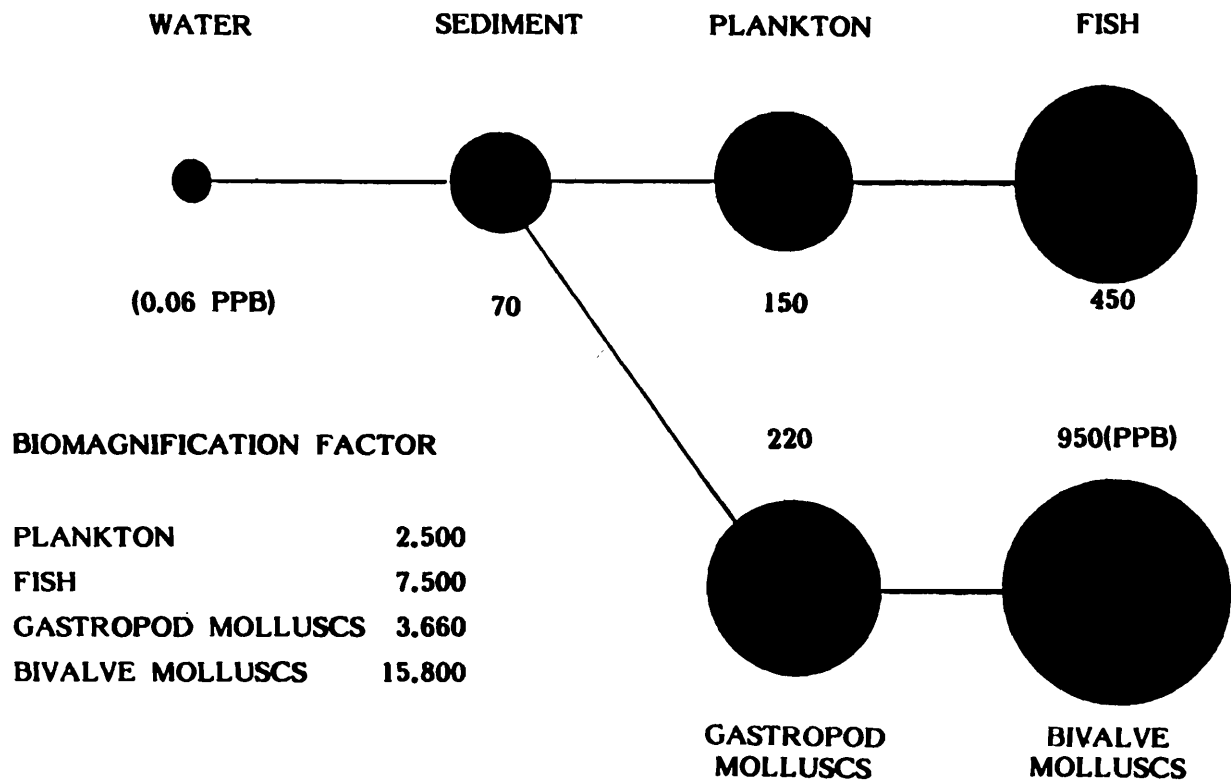 WATER SEDIMENT PLANKTON FISH
(0.06 PPB) 70 150 450
220 950(PPB)
BIOMAGNIFICATION FACTOR
PLANKTON 2.500
FISH 7.500
GASTROPOD MOLLUSCS 3.660
BIVALVE MOLLUSCS 15.800
GASTROPOD MOLLUSCS
BIVALVE MOLLUSCS